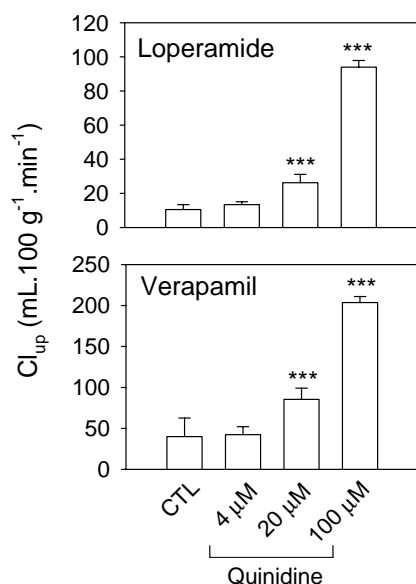 Cl_up (mL.100 g⁻¹.min⁻¹)
Loperamide
120
100
80
60
40
20
0
***
***
Verapamil
250
200
150
100
50
0
***
***
CTL
4 μM
20 μM
100 μM
Quinidine